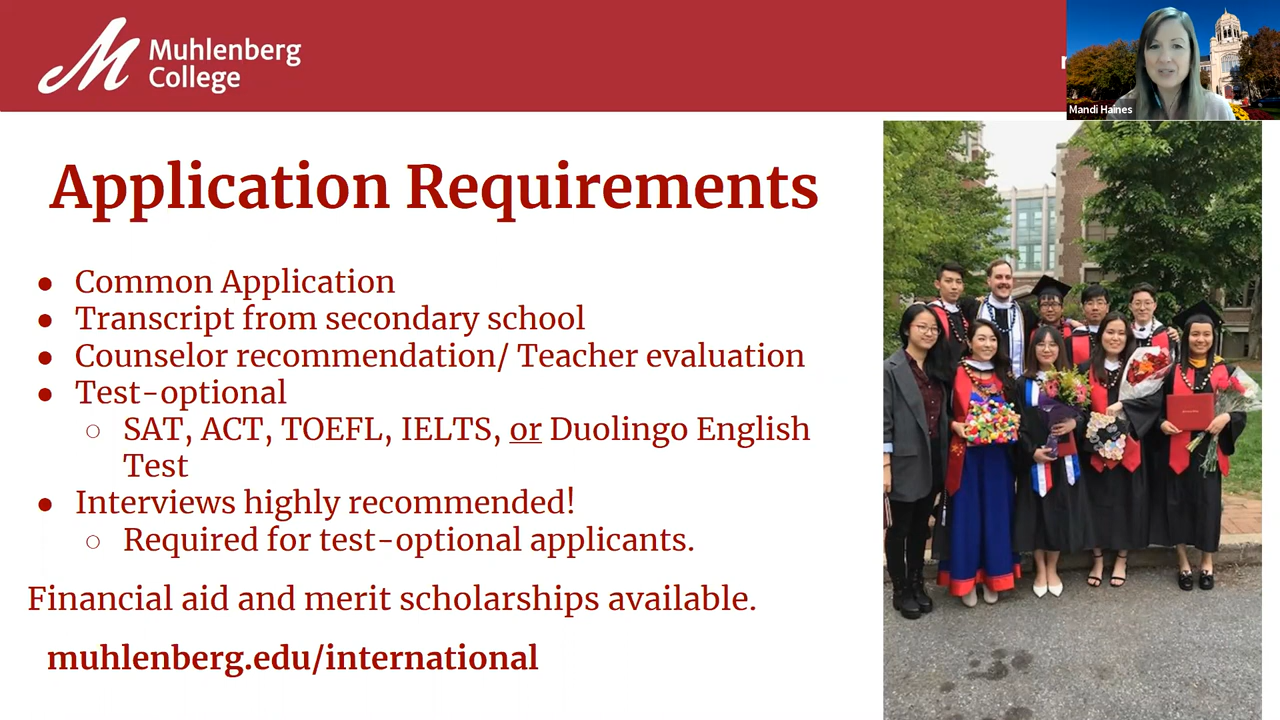 Muhlenberg
College
Mandi Haines
Application Requirements
● Common Application
● Transcript from secondary school
● Counselor recommendation/ Teacher evaluation
● Test-optional
○ SAT, ACT, TOEFL, IELTS, or Duolingo English
Test
● Interviews highly recommended!
○ Required for test-optional applicants.
Financial aid and merit scholarships available.
muhlenberg.edu/international